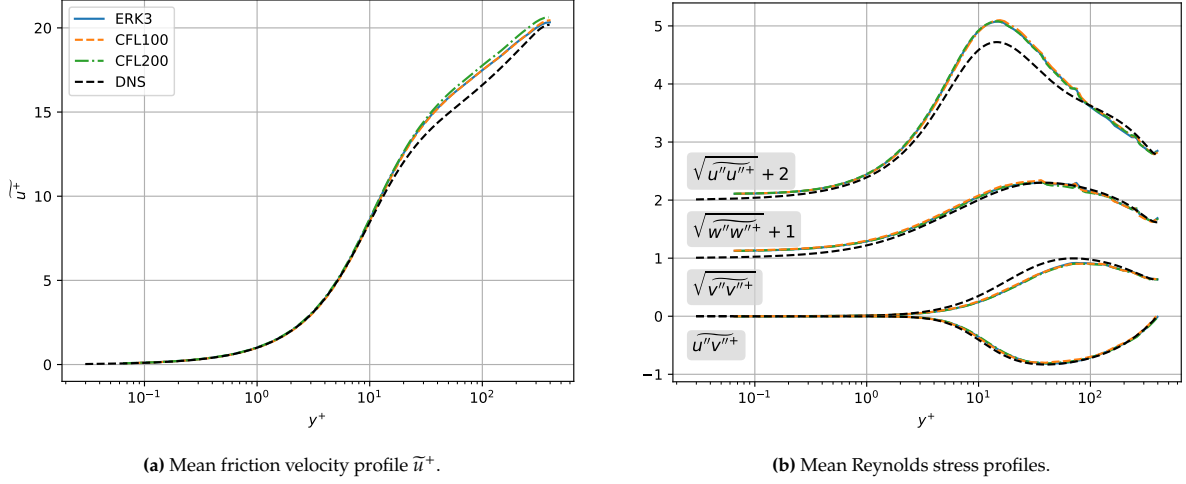 ERK3
CFL100
CFL200
DNS
20
15
10
5
0
ũ⁺
10⁻¹ 10⁰ 10¹ 10²
y⁺
(a) Mean friction velocity profile ũ⁺.
5
4
3
2
1
0
−1
√u″u″⁺ + 2
√w″w″⁺ + 1
√v″v″⁺
u″v″⁺
10⁻¹ 10⁰ 10¹ 10²
y⁺
(b) Mean Reynolds stress profiles.